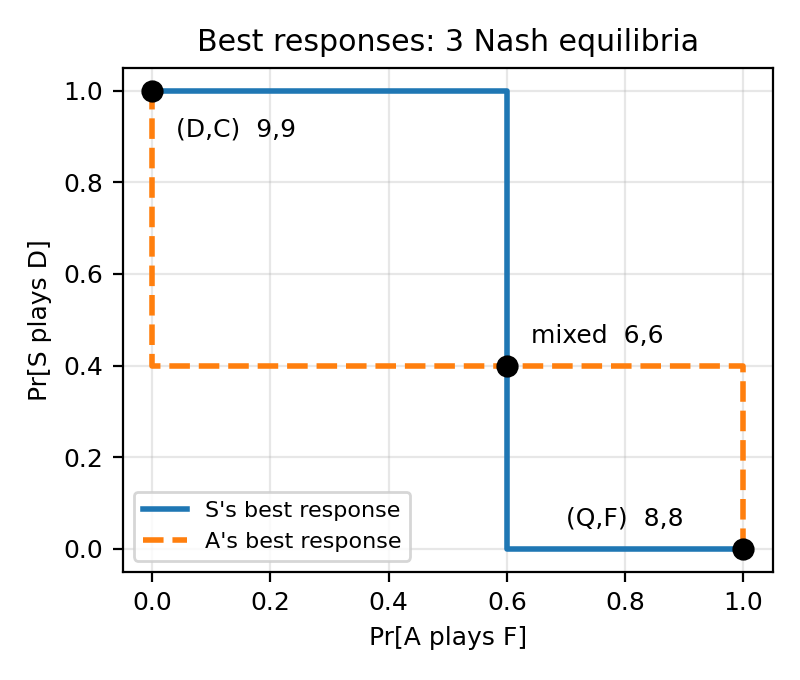 Best responses: 3 Nash equilibria
Pr[S plays D]
1.0
0.8
0.6
0.4
0.2
0.0
(D,C)  9,9
mixed  6,6
(Q,F)  8,8
S's best response
A's best response
0.0 0.2 0.4 0.6 0.8 1.0
Pr[A plays F]